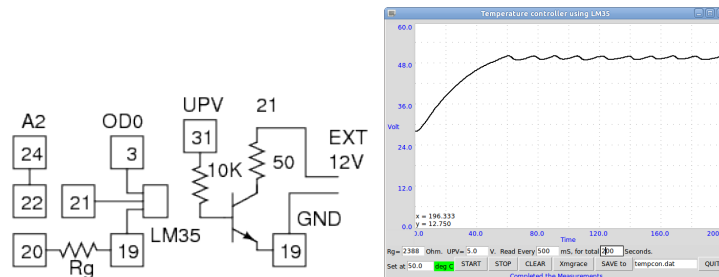 UPV
21
A2
OD0
31
EXT
12V
24
3
10K
50
22
21
GND
LM35
20
19
19
Rg
Temperature controller using LM35
60.0
48.0
36.0
Volt
24.0
12.0
x = 196.333
y = 12.750
0.0
3.0
40.0
80.0
120.0
160.0
200
Time
Rg= 2388 Ohm. UPV= 5.0 V. Read Every 500 mS, for total 200 Seconds.
Set at 50.0 deg C START STOP CLEAR Xmgrace SAVE to tempcon.dat QUIT
Completed the Measurements